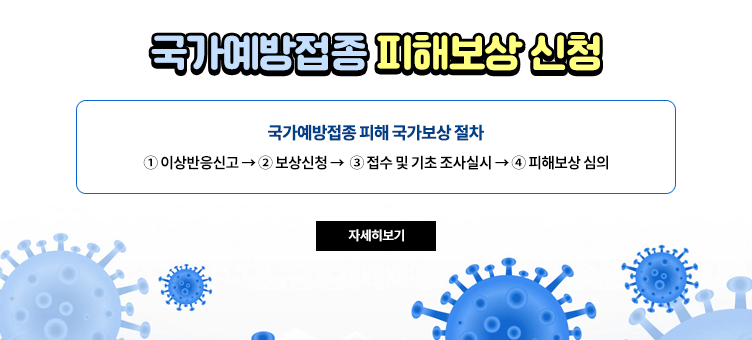 국가예방접종 피해보상 신청
국가예방접종 피해 국가보상 절차
① 이상반응신고 → ② 보상신청 → ③ 접수 및 기초 조사실시 → ④ 피해보상 심의
자세히보기